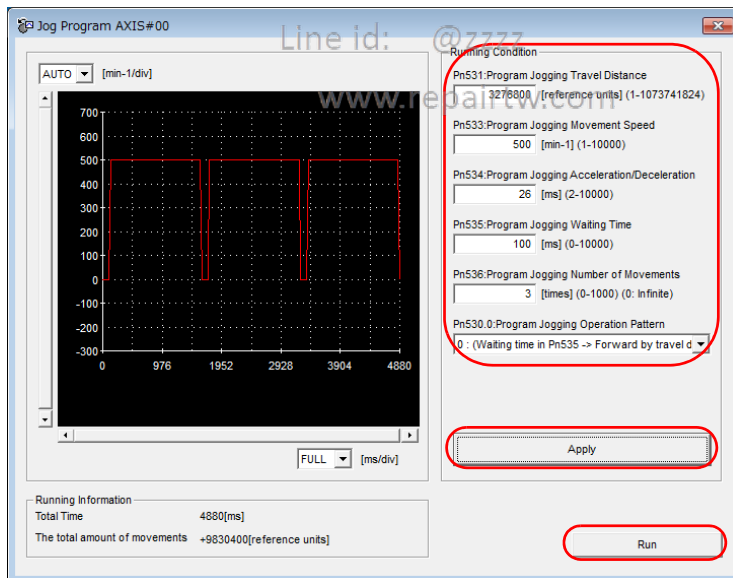 Jog Program AXIS#00
Line id: @zzzz
www.repairtw.com
AUTO [min-1/div]
700
600
500
400
300
200
100
0
-100
-200
-300
0 976 1952 2928 3904 4880
FULL [ms/div]
Running Condition
Pn531:Program Jogging Travel Distance
3276800 [reference units] (1-1073741824)
Pn533:Program Jogging Movement Speed
500 [min-1] (1-10000)
Pn534:Program Jogging Acceleration/Deceleration
26 [ms] (2-10000)
Pn535:Program Jogging Waiting Time
100 [ms] (0-10000)
Pn536:Program Jogging Number of Movements
3 [times] (0-1000) (0: Infinite)
Pn530.0:Program Jogging Operation Pattern
0 : (Waiting time in Pn535 -> Forward by travel d
Apply
Running Information
Total Time 4880[ms]
The total amount of movements +9830400[reference units]
Run